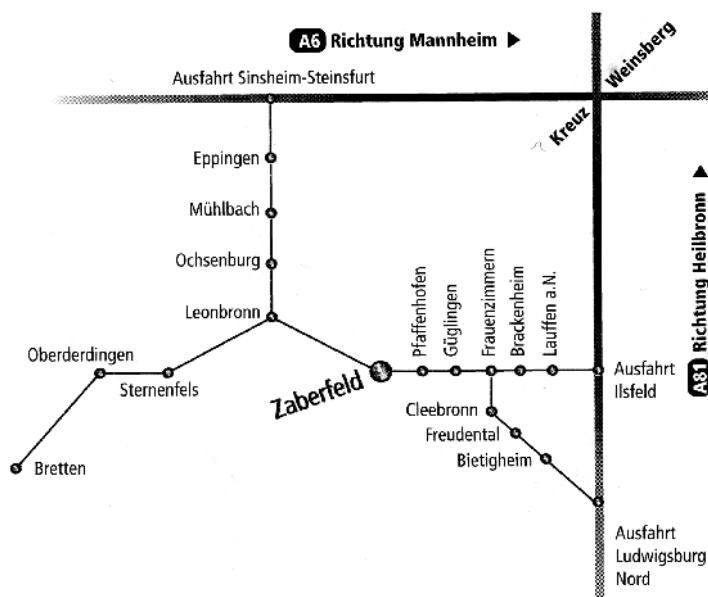 A6 Richtung Mannheim
Weinsberg
Kreuz
Ausfahrt Sinsheim-Steinsfurt
Eppingen
Mühlbach
Ochsenburg
Leonbronn
Oberderdingen
Sternenfels
Bretten
Zaberfeld
Pfaffenhofen
Güglingen
Frauenzimmern
Brackenheim
Lauffen a.N.
Ausfahrt
Ilsfeld
A81 Richtung Heilbronn
Cleebronn
Freudental
Bietigheim
Ausfahrt
Ludwigsburg
Nord